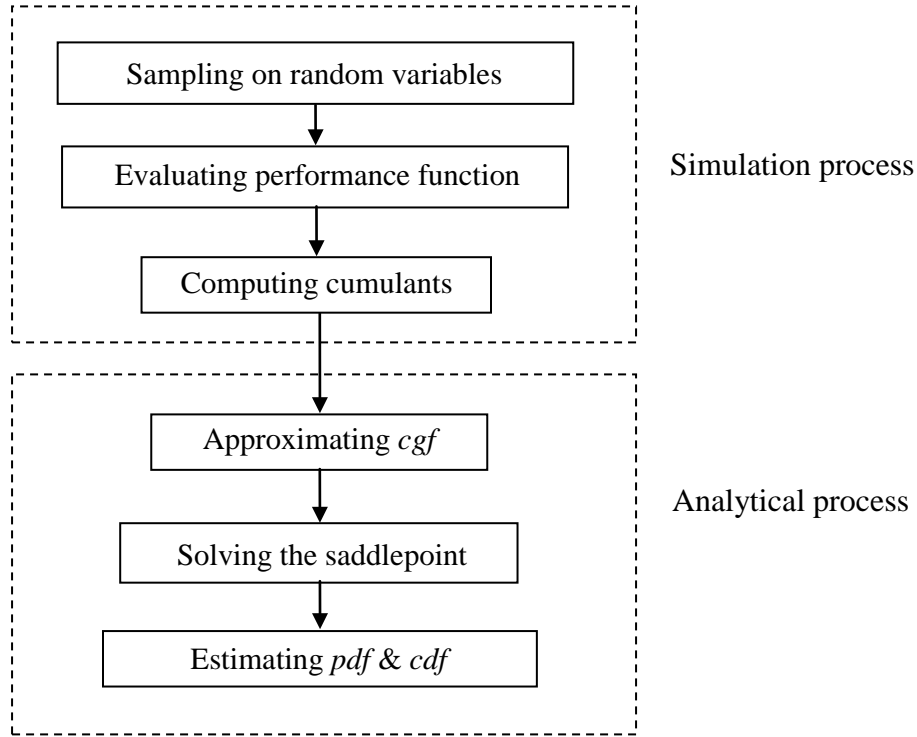 Sampling on random variables
Evaluating performance function
Simulation process
Computing cumulants
Approximating cgf
Analytical process
Solving the saddlepoint
Estimating pdf & cdf